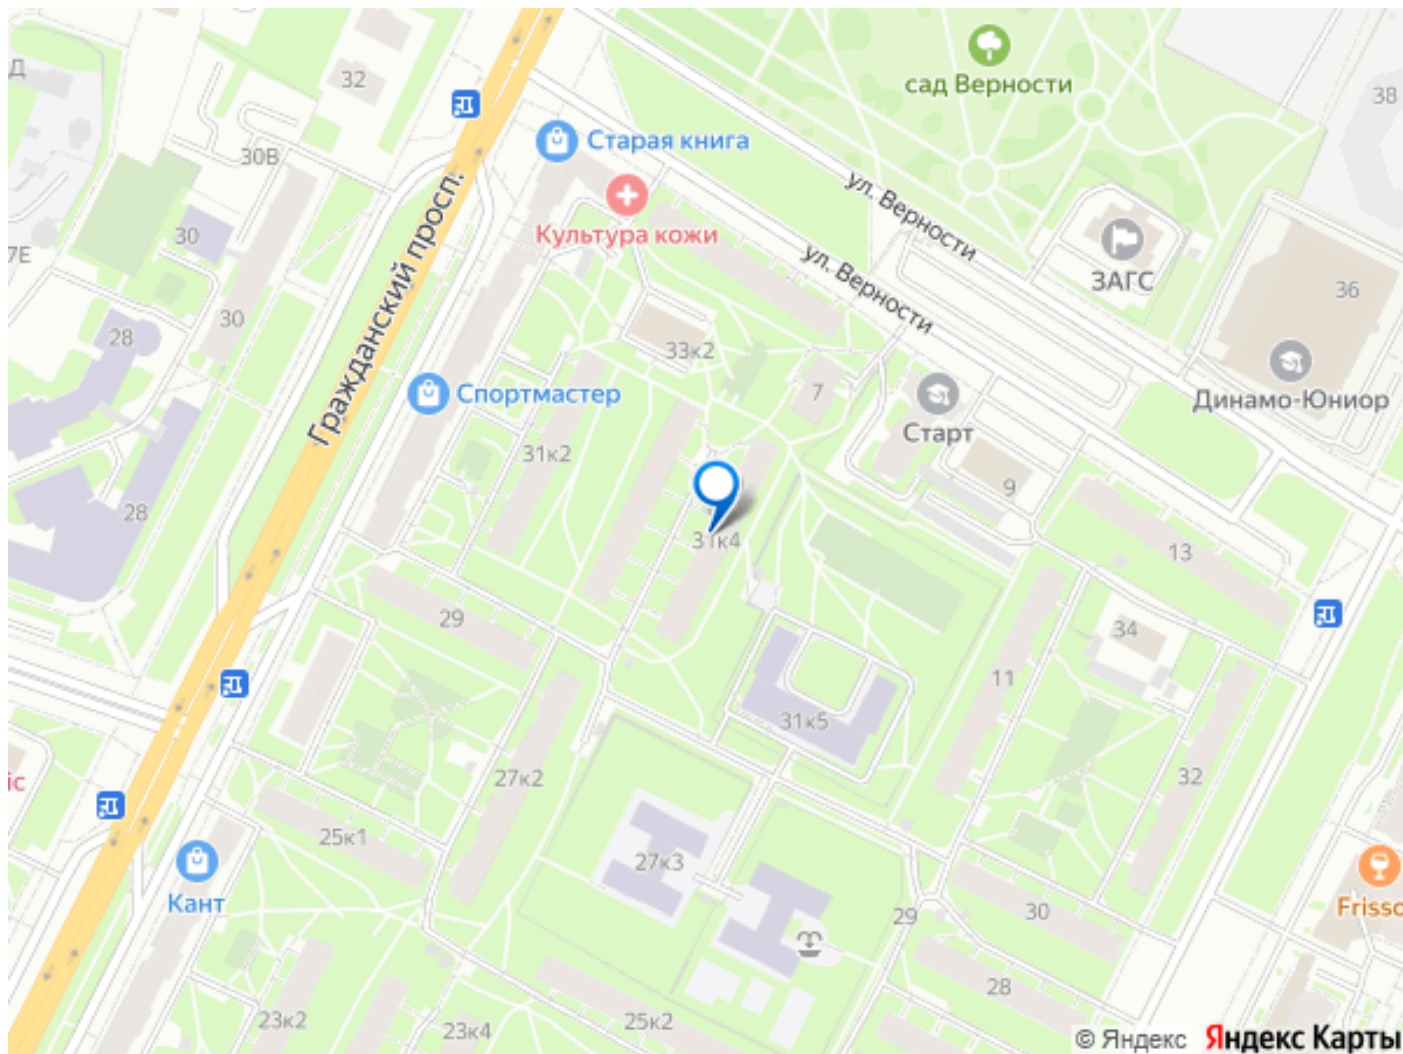 Д
32
сад Верности
38
30В
Старая книга
Культура кожи
ул. Верности
ул. Верности
ЗАГС
36
7Е
30
30
28
Гражданский просп.
33к2
7
Динамо-Юниор
Спортмастер
Старт
31к2
9
28
31к4
13
29
34
11
31к5
32
27к2
ic
25к1
27к3
Кант
30
29
Frisso
28
23к2
23к4
25к2
© Яндекс Яндекс Карты